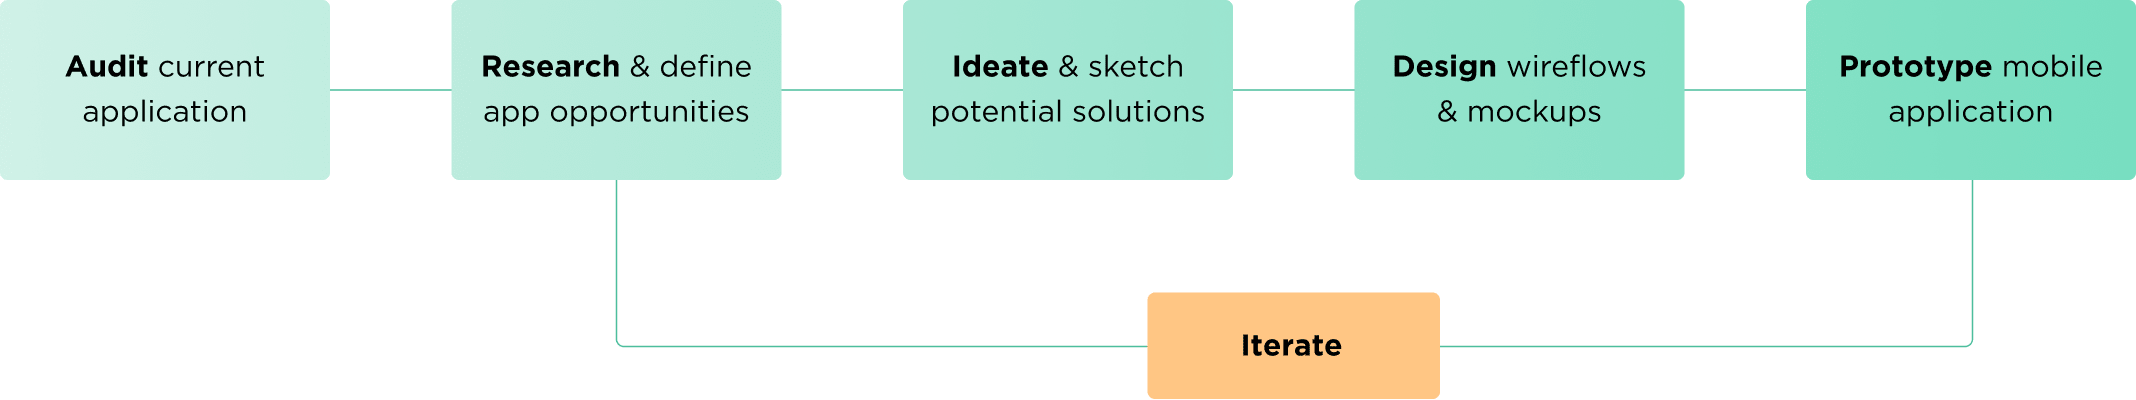 Audit current
application
Research & define
app opportunities
Ideate & sketch
potential solutions
Design wireflows
& mockups
Prototype mobile
application
Iterate